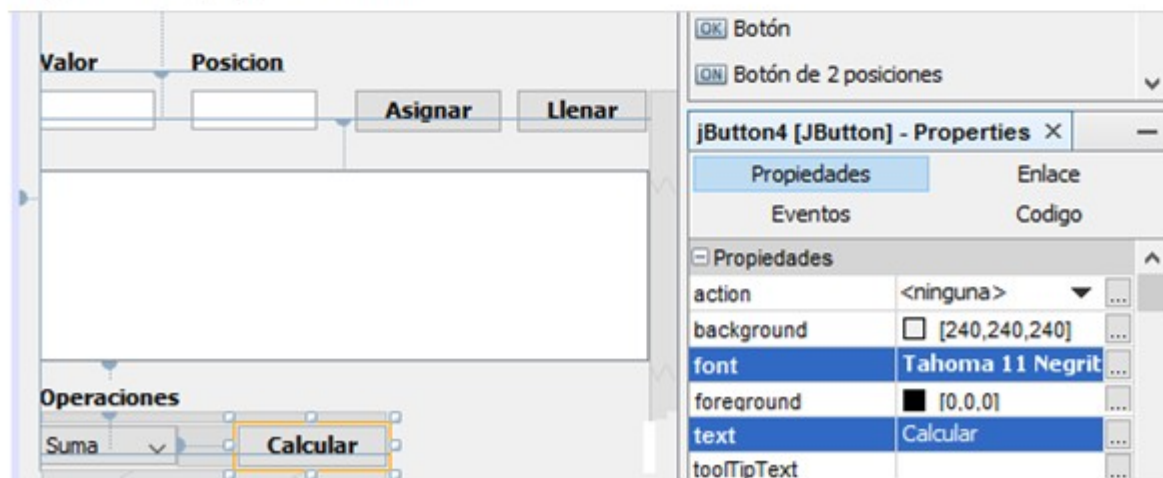 Valor Posicion
Asignar Llenar
Operaciones
Suma Calcular
OK Botón
ON Botón de 2 posiciones
jButton4 [JButton] - Properties ×
Propiedades Enlace
Eventos Codigo
Propiedades
action <ninguna> ...
background [240,240,240] ...
font Tahoma 11 Negrit ...
foreground [0,0,0] ...
text Calcular ...
toolTipText